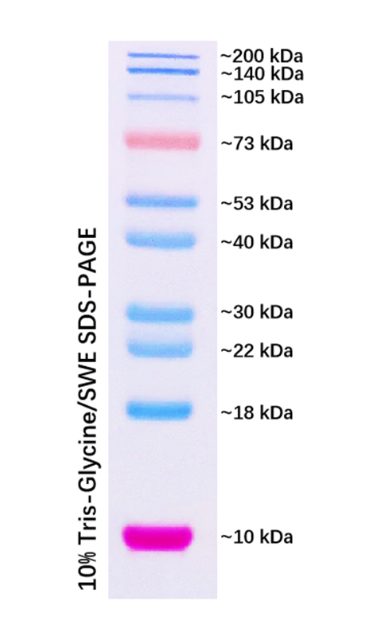 ~200 kDa
~140 kDa
~105 kDa
~73 kDa
~53 kDa
~40 kDa
~30 kDa
~22 kDa
~18 kDa
~10 kDa
10% Tris-Glycine/SWE SDS-PAGE